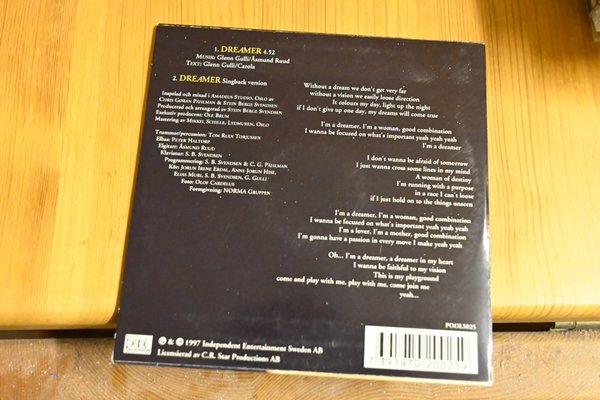 1. DREAMER 4.52
Musik: Glenn Gulli/Åsmund Ruud
Text: Glenn Gulli/Carola
2. DREAMER Singback version
Inspelad och mixad i Amadeus Studio, Oslo av
Chris Goran Påhlman & Stein Berge Svendsen
Producerad och arrangerad av Stein Berge Svendsen
Exekutiv producent: Ole Brum
Mastering av Mikkel Schille, Lydmuren, Oslo
Trummor/percussion: Tom Rudi Torjussen
Elbas: Peter Haltorp
Elgitarr: Åsmund Ruud
Klaviatur: S. B. Svendsen
Programmering: S. B. Svendsen & C. G. Påhlman
Kör: Jorun Irene Erdal, Anne Jorun Hisz,
Elias Muri, S. B. Svendsen, G. Gulli
Foto: Olof Cardelus
Formgivning: NORMA Gruppen
Without a dream we don't get very far
without a vision we easily loose direction
It colours my day, light up the night
if I don't give up one day, my dreams will come true
I'm a dreamer, I'm a woman, good combination
I wanna be focused on what's important yeah yeah yeah
I'm a dreamer
I don't wanna be afraid of tomorrow
I just wanna cross some lines in my mind
A woman of destiny
I'm running with a purpose
in a race I can't loose
if I just hold on to the things unseen
I'm a dreamer, I'm a woman, good combination
I wanna be focused on what's important yeah yeah yeah
I'm a lover, I'm a mother, good combination
I'm gonna have a passion in every move I make yeah yeah
Oh... I'm a dreamer, a dreamer in my heart
I wanna be faithful to my vision
This is my playground
come and play with me, play with me, come join me
yeah...
POOLS025
℗ & © 1997 Independent Entertainment Sweden AB
Licensierad av C.R. Star Productions AB
7 391970 200259